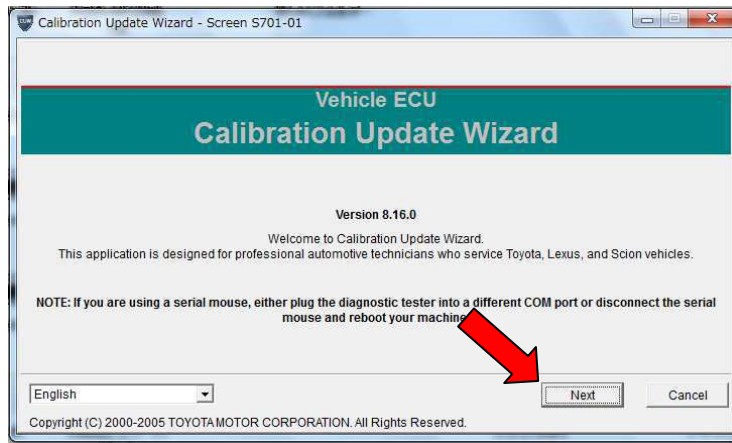 Calibration Update Wizard - Screen S701-01
Vehicle ECU
Calibration Update Wizard
Version 8.16.0
Welcome to Calibration Update Wizard.
This application is designed for professional automotive technicians who service Toyota, Lexus, and Scion vehicles.
NOTE: If you are using a serial mouse, either plug the diagnostic tester into a different COM port or disconnect the serial
mouse and reboot your machine
English
Next
Cancel
Copyright (C) 2000-2005 TOYOTA MOTOR CORPORATION. All Rights Reserved.